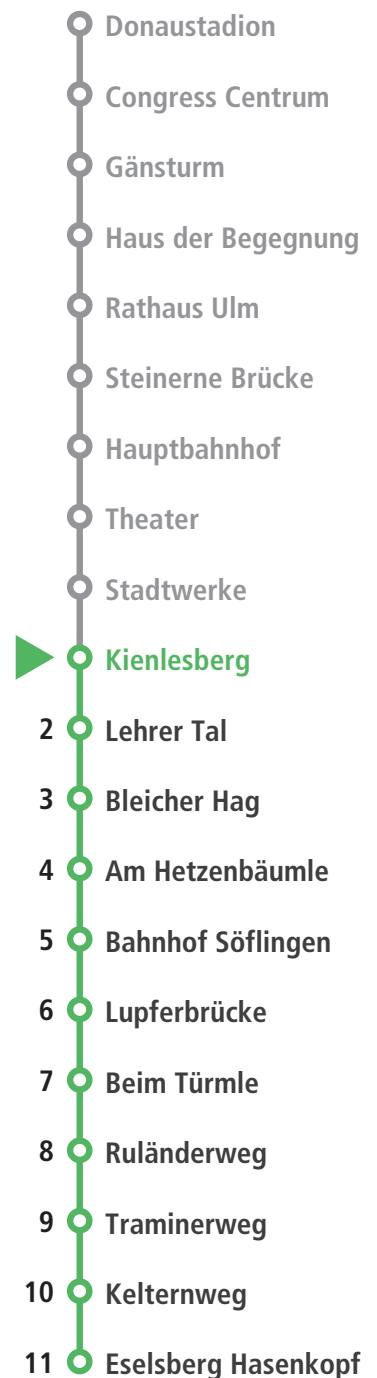 Donaustadion
Congress Centrum
Gänsturm
Haus der Begegnung
Rathaus Ulm
Steinerne Brücke
Hauptbahnhof
Theater
Stadtwerke
Kienlesberg
2 Lehrer Tal
3 Bleicher Hag
4 Am Hetzenbäumle
5 Bahnhof Söflingen
6 Lupferbrücke
7 Beim Türmle
8 Ruländerweg
9 Traminerweg
10 Kelternweg
11 Eselsberg Hasenkopf